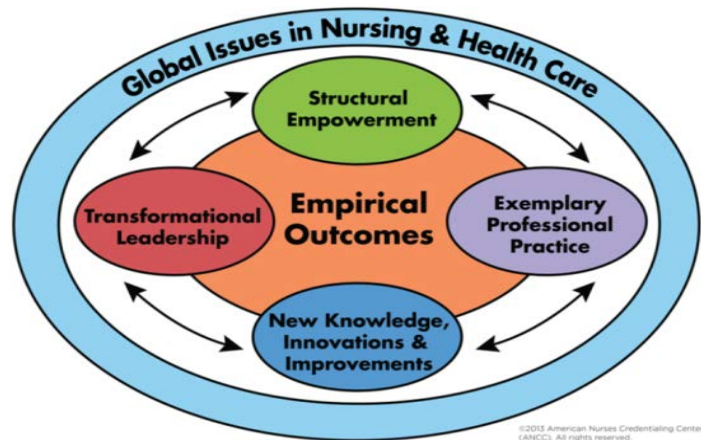 Global Issues in Nursing & Health Care
Structural
Empowerment
Transformational
Leadership
Empirical
Outcomes
Exemplary
Professional
Practice
New Knowledge,
Innovations &
Improvements
©2013 American Nurses Credentialing Center
(ANCC). All rights reserved.